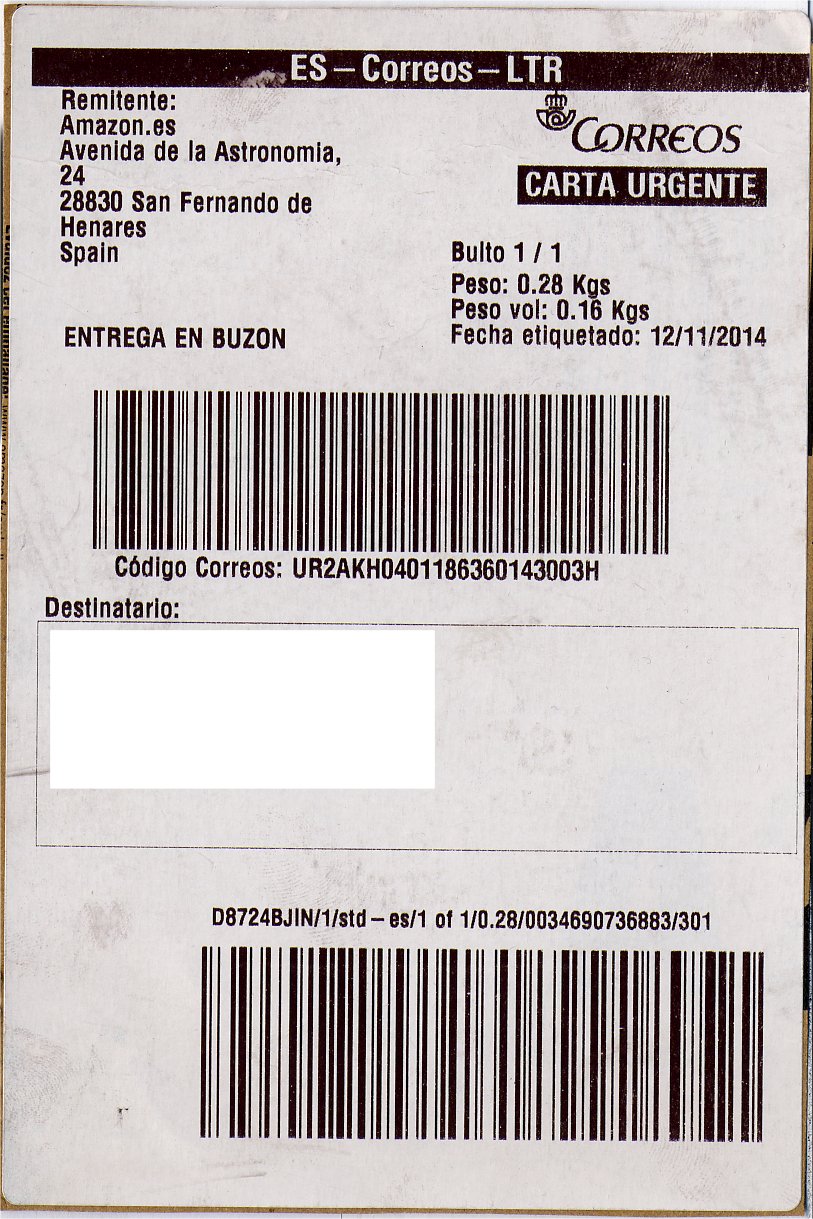 ES – Correos – LTR
Remitente:
Amazon.es
Avenida de la Astronomia,
24
28830 San Fernando de
Henares
Spain
CORREOS
CARTA URGENTE
Bulto 1 / 1
Peso: 0.28 Kgs
Peso vol: 0.16 Kgs
Fecha etiquetado: 12/11/2014
ENTREGA EN BUZON
Código Correos: UR2AKH0401186360143003H
Destinatario:
D8724BJIN/1/std – es/1 of 1/0.28/0034690736883/301